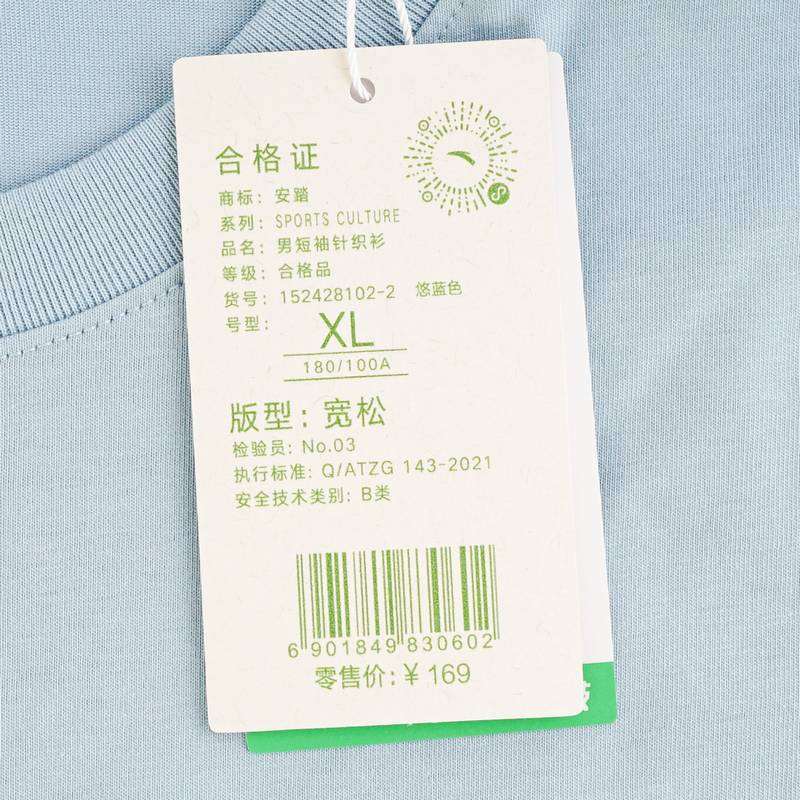 合格证
商标: 安踏
系列: SPORTS CULTURE
品名: 男短袖针织衫
等级: 合格品
货号: 152428102-2 悠蓝色
号型: XL
180/100A
版型: 宽松
检验员: No.03
执行标准: Q/ATZG 143-2021
安全技术类别: B类
6 901849 830602
零售价: ¥ 169